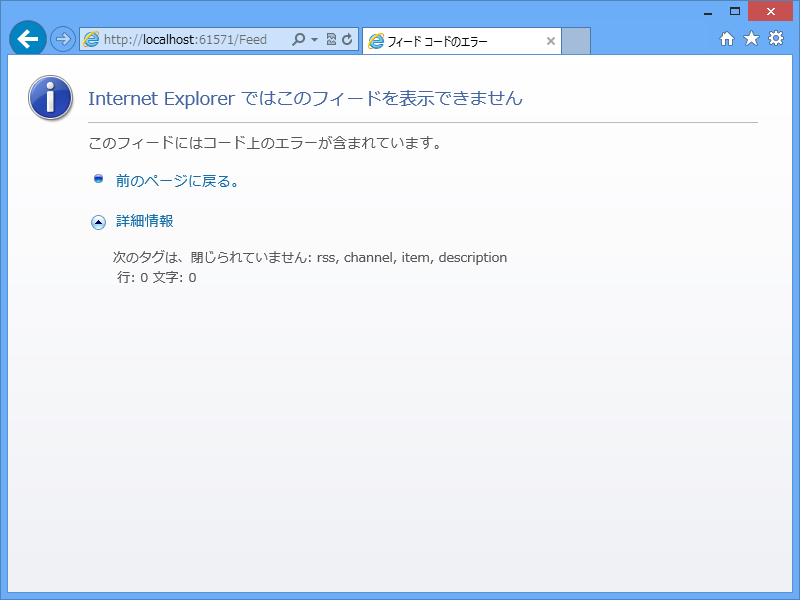 http://localhost:61571/Feed
フィード コードのエラー
Internet Explorer ではこのフィードを表示できません
このフィードにはコード上のエラーが含まれています。
前のページに戻る。
詳細情報
次のタグは、閉じられていません: rss, channel, item, description
行: 0 文字: 0